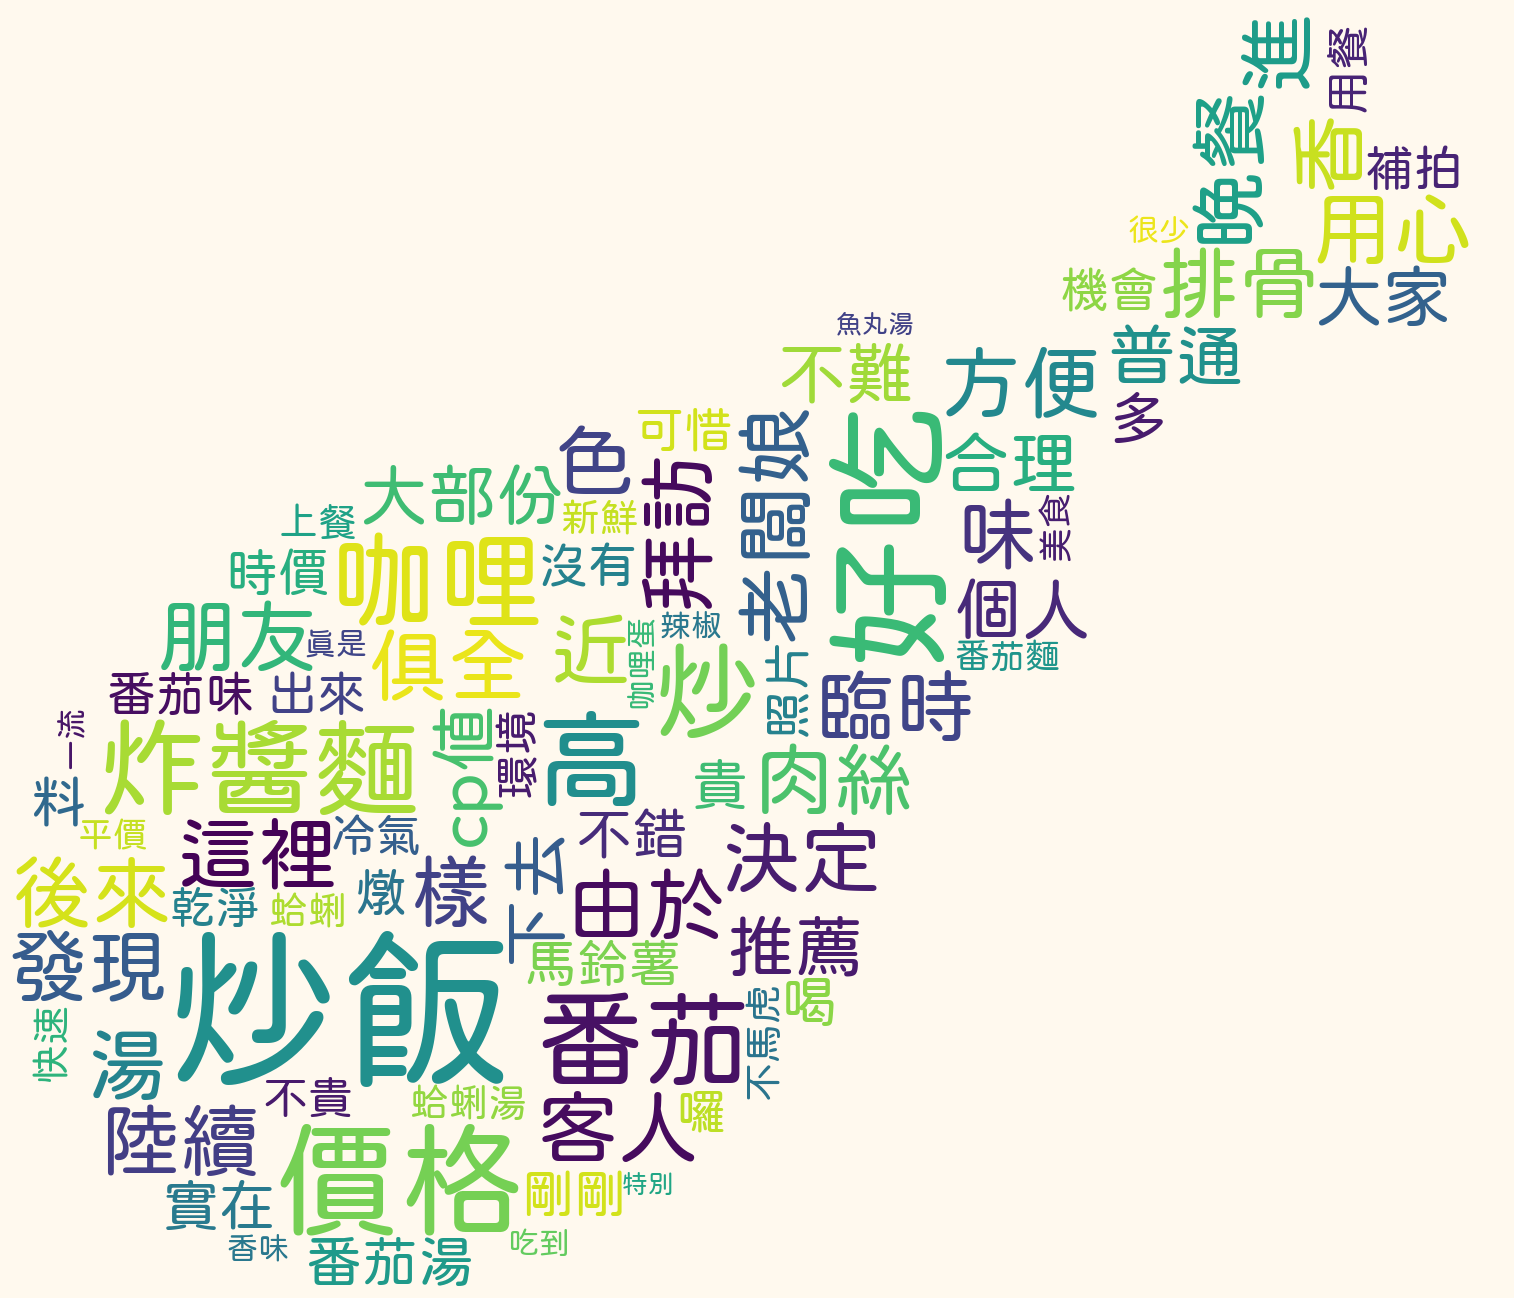 晚餐
進
用餐
香
補拍
用心
很少
機會
排骨
大家
魚丸湯
不難
方便
普通
多
可惜
色
老闆娘
好吃
合理
大部份
拜訪
上餐
新鮮
味
美食
時價
咖哩
沒有
個人
朋友
真是
俱全
近
咖哩蛋
辣椒
炒
照片
番茄麵
番茄味
出來
臨時
一流
炸醬麵
cp值
環境
高
貴
肉絲
料
平價
這裡
冷氣
不錯
決定
後來
乾淨
蛤蜊
燉
樣
下去
由於
推薦
發現
炒飯
馬鈴薯
喝
快速
湯
番茄
不馬虎
不貴
蛤蜊湯
客人
囉
陸續
價格
剛剛
特別
實在
香味
番茄湯
吃到